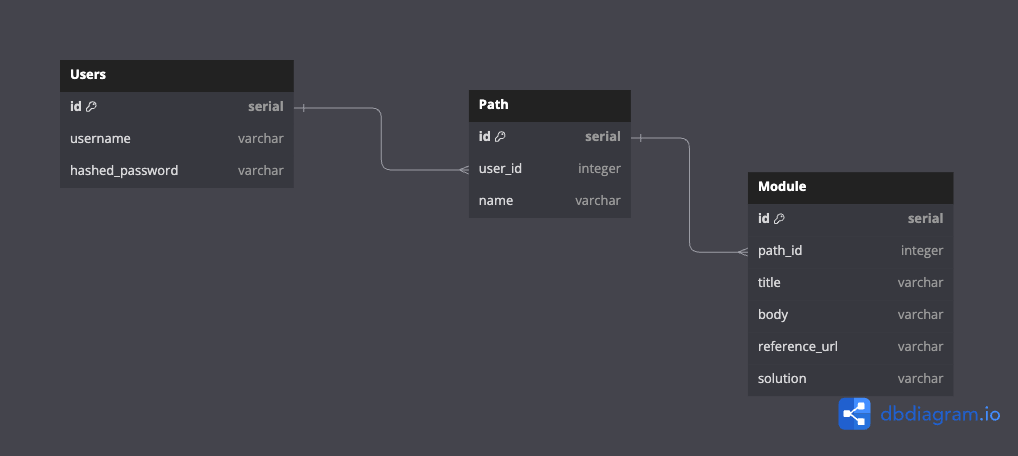 Users
id serial
username varchar
hashed_password varchar
Path
id serial
user_id integer
name varchar
Module
id serial
path_id integer
title varchar
body varchar
reference_url varchar
solution varchar
dbdiagram.io